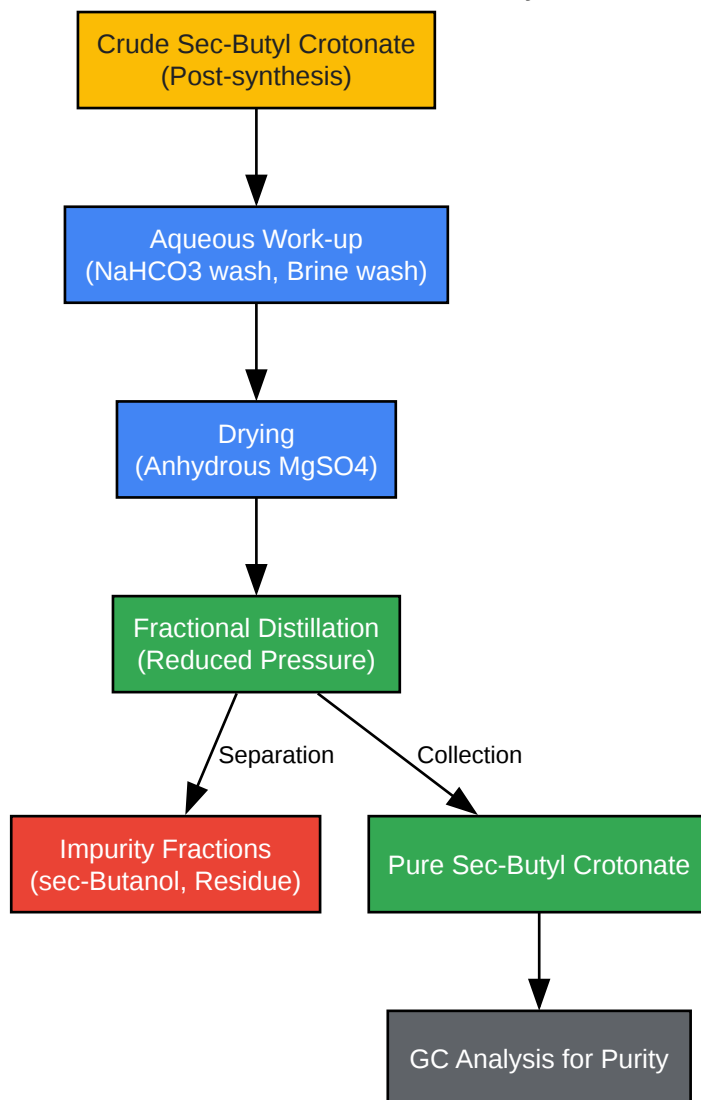 Crude Sec-Butyl Crotonate
(Post-synthesis)
Aqueous Work-up
(NaHCO3 wash, Brine wash)
Drying
(Anhydrous MgSO4)
Fractional Distillation
(Reduced Pressure)
Separation
Collection
Impurity Fractions
(sec-Butanol, Residue)
Pure Sec-Butyl Crotonate
GC Analysis for Purity